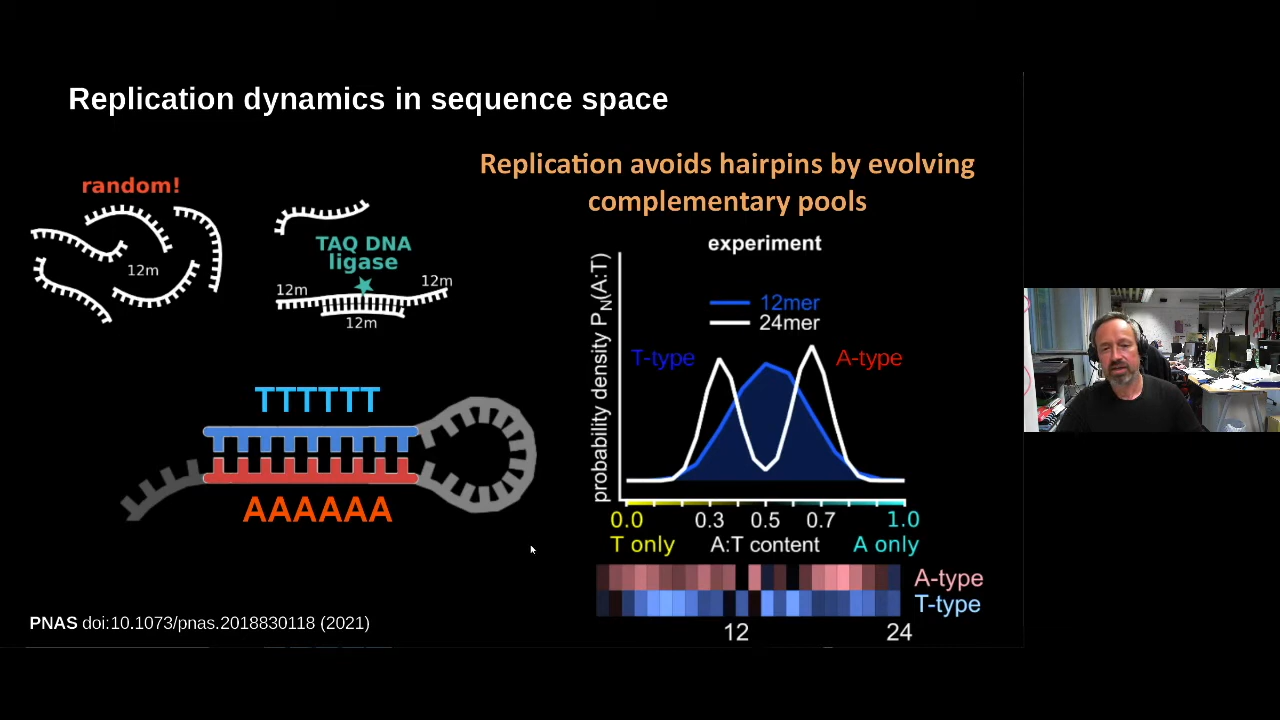 Replication dynamics in sequence space
Replication avoids hairpins by evolving
complementary pools
random!
12m
TAQ DNA
ligase
12m
12m
12m
TTTTTT
AAAAAA
experiment
12mer
24mer
T-type
A-type
probability density PN(A:T)
0.0
0.3
0.5
0.7
1.0
T only
A:T content
A only
A-type
T-type
12
24
PNAS doi:10.1073/pnas.2018830118 (2021)